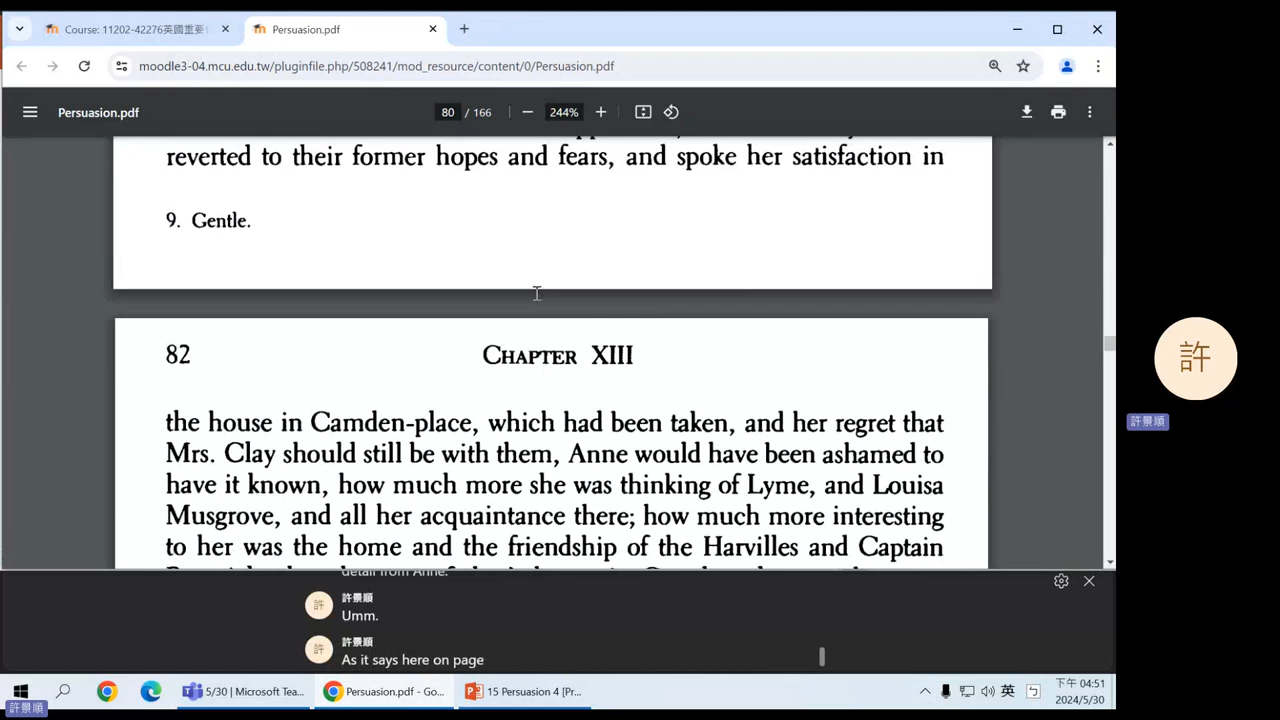 Course: 11202-42276英國重要
Persuasion.pdf
moodle3-04.mcu.edu.tw/pluginfile.php/508241/mod_resource/content/0/Persuasion.pdf
Persuasion.pdf
80 / 166
244%
reverted to their former hopes and fears, and spoke her satisfaction in
9. Gentle.
82 CHAPTER XIII
the house in Camden-place, which had been taken, and her regret that
Mrs. Clay should still be with them, Anne would have been ashamed to
have it known, how much more she was thinking of Lyme, and Louisa
Musgrove, and all her acquaintance there; how much more interesting
to her was the home and the friendship of the Harvilles and Captain
detail from Anne.
許
許景順
Umm.
許
許景順
As it says here on page
許
許景順
5/30 | Microsoft Tea...
Persuasion.pdf - Go...
15 Persuasion 4 [Pr...
英
下午 04:51
2024/5/30
許景順